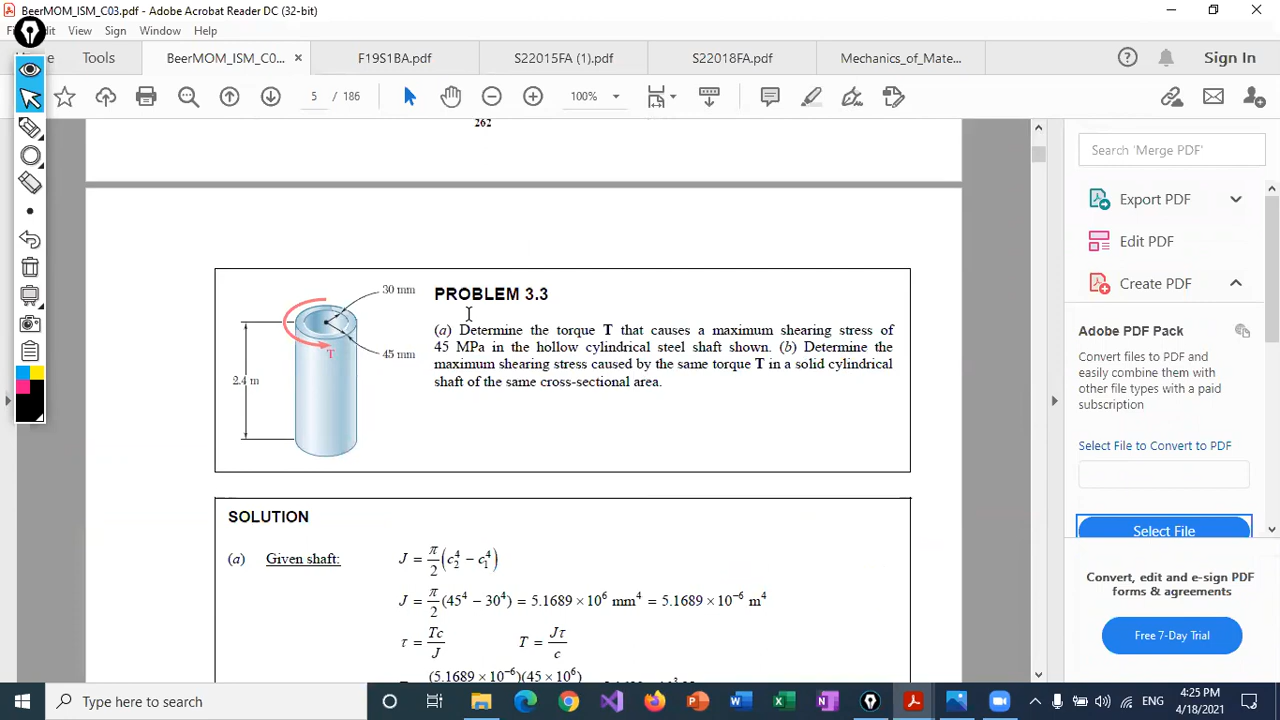 BeerMOM_ISM_C03.pdf - Adobe Acrobat Reader DC (32-bit)
View Sign Window Help
Tools BeerMOM_ISM_C0... × F19S1BA.pdf S22015FA (1).pdf S22018FA.pdf Mechanics_of_Mate... Sign In
5 / 186 100%
262
Search 'Merge PDF'
Export PDF
Edit PDF
Create PDF
Adobe PDF Pack
Convert files to PDF and
easily combine them with
other file types with a paid
subscription
Select File to Convert to PDF
Select File
Convert, edit and e-sign PDF
forms & agreements
Free 7-Day Trial
30 mm
45 mm
T
2.4 m
PROBLEM 3.3
(a) Determine the torque T that causes a maximum shearing stress of
45 MPa in the hollow cylindrical steel shaft shown. (b) Determine the
maximum shearing stress caused by the same torque T in a solid cylindrical
shaft of the same cross-sectional area.
SOLUTION
(a) Given shaft: J = π/2 (c₂⁴ − c₁⁴)
J = π/2 (45⁴ − 30⁴) = 5.1689 × 10⁶ mm⁴ = 5.1689 × 10⁻⁶ m⁴
τ = Tc/J T = Jτ/c
(5.1689 × 10⁻⁶)(45 × 10⁶)
Type here to search
ENG
4:25 PM
4/18/2021